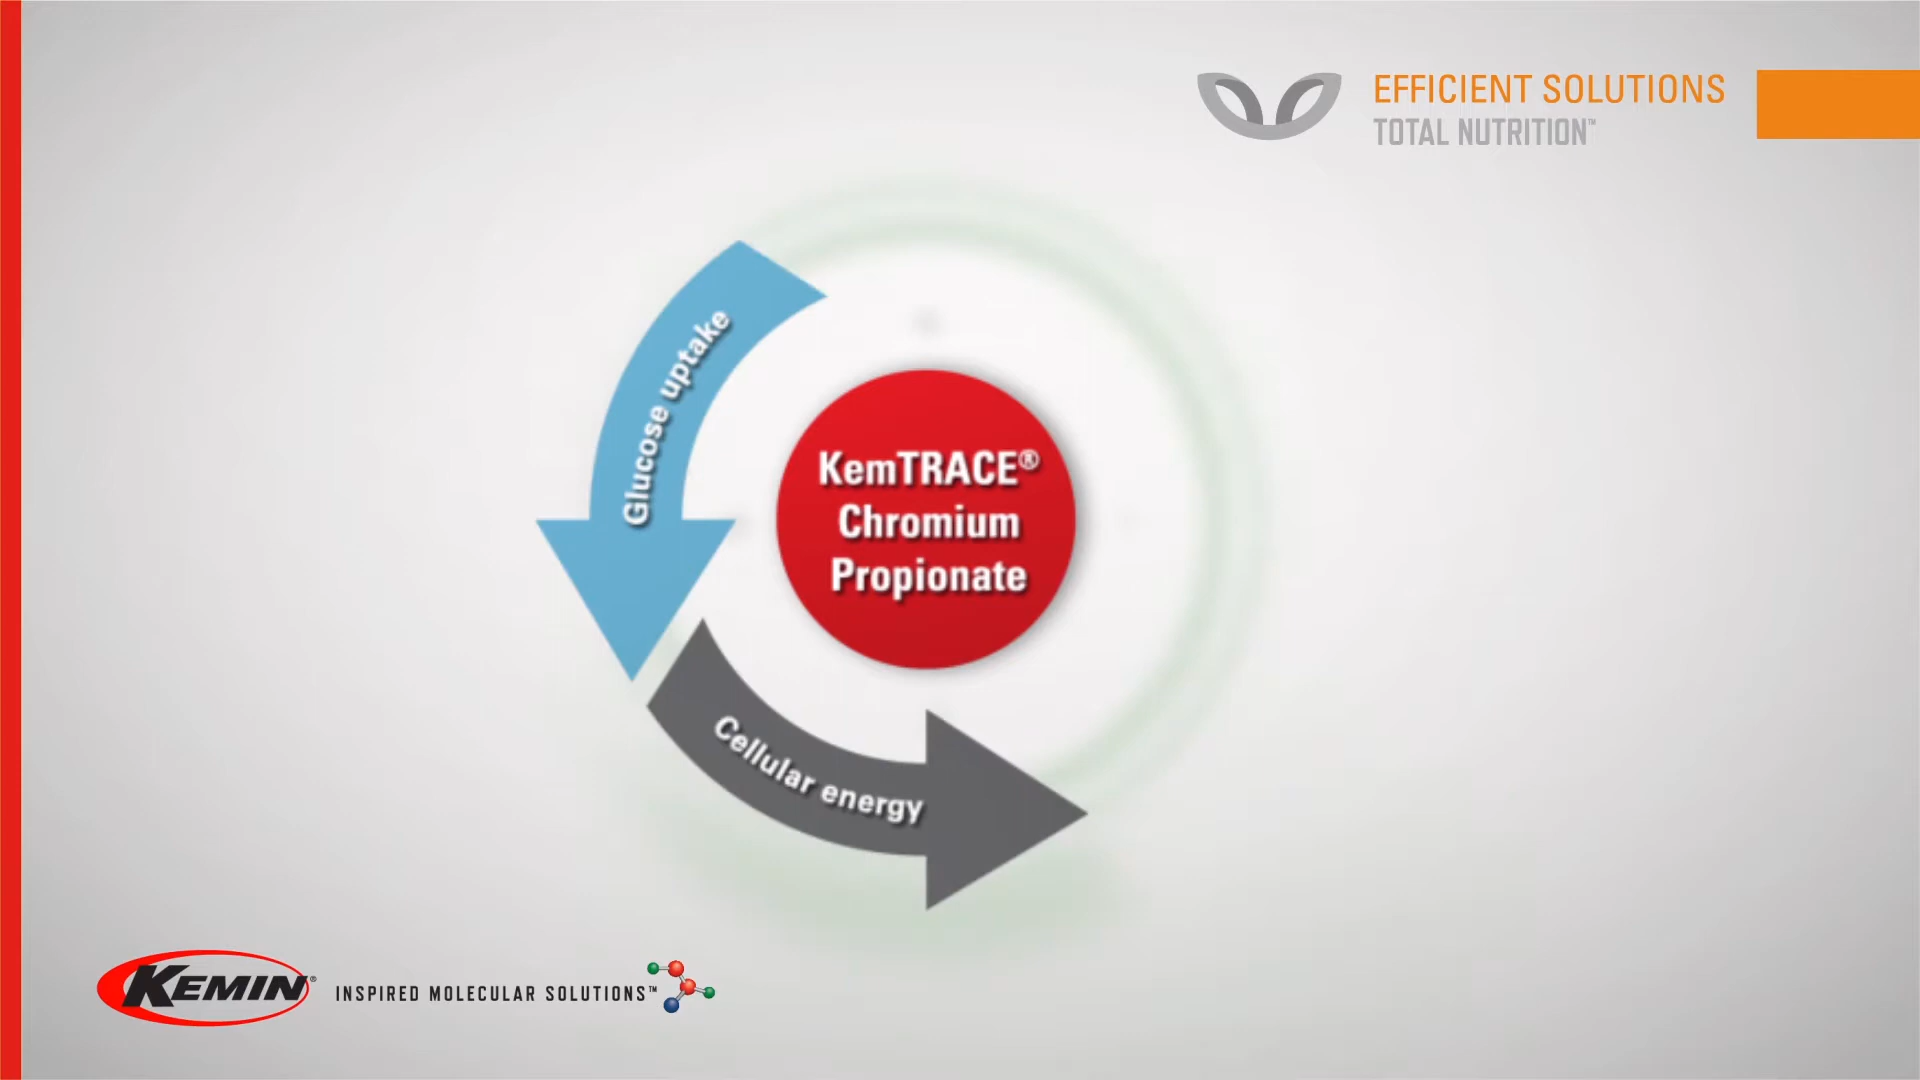 EFFICIENT SOLUTIONS
TOTAL NUTRITION™
Glucose uptake
KemTRACE®
Chromium
Propionate
Cellular energy
KEMIN®
INSPIRED MOLECULAR SOLUTIONS™